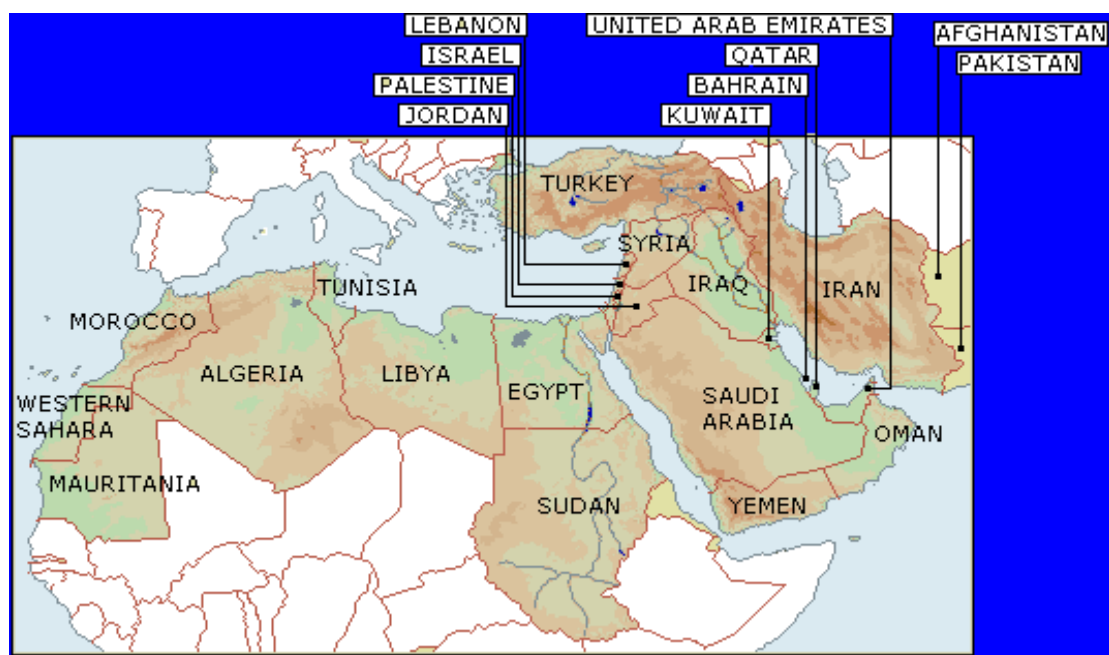 LEBANON
UNITED ARAB EMIRATES
AFGHANISTAN
ISRAEL
QATAR
PAKISTAN
PALESTINE
BAHRAIN
JORDAN
KUWAIT
TURKEY
SYRIA
TUNISIA
IRAQ
IRAN
MOROCCO
ALGERIA
LIBYA
EGYPT
SAUDI
ARABIA
WESTERN
SAHARA
OMAN
MAURITANIA
SUDAN
YEMEN